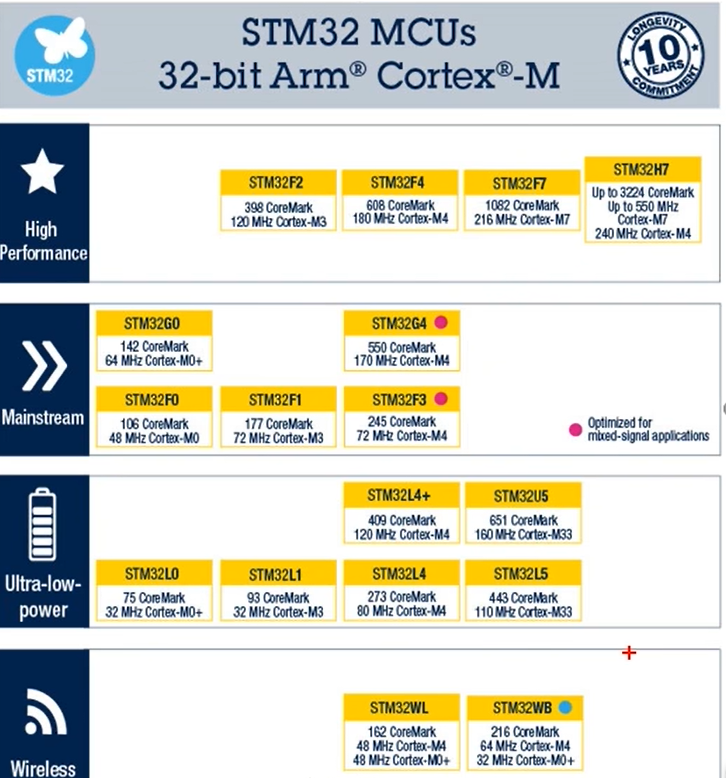 STM32
STM32 MCUs
32-bit Arm® Cortex®-M
LONGEVITY
10
YEARS
COMMITMENT
High
Performance
STM32F2
398 CoreMark
120 MHz Cortex-M3
STM32F4
608 CoreMark
180 MHz Cortex-M4
STM32F7
1082 CoreMark
216 MHz Cortex-M7
STM32H7
Up to 3224 CoreMark
Up to 550 MHz
Cortex-M7
240 MHz Cortex-M4
Mainstream
STM32G0
142 CoreMark
64 MHz Cortex-M0+
STM32G4
550 CoreMark
170 MHz Cortex-M4
STM32F0
106 CoreMark
48 MHz Cortex-M0
STM32F1
177 CoreMark
72 MHz Cortex-M3
STM32F3
245 CoreMark
72 MHz Cortex-M4
Optimized for
mixed-signal applications
Ultra-low-
power
STM32L4+
409 CoreMark
120 MHz Cortex-M4
STM32U5
651 CoreMark
160 MHz Cortex-M33
STM32L0
75 CoreMark
32 MHz Cortex-M0+
STM32L1
93 CoreMark
32 MHz Cortex-M3
STM32L4
273 CoreMark
80 MHz Cortex-M4
STM32L5
443 CoreMark
110 MHz Cortex-M33
Wireless
STM32WL
162 CoreMark
48 MHz Cortex-M4
48 MHz Cortex-M0+
STM32WB
216 CoreMark
64 MHz Cortex-M4
32 MHz Cortex-M0+